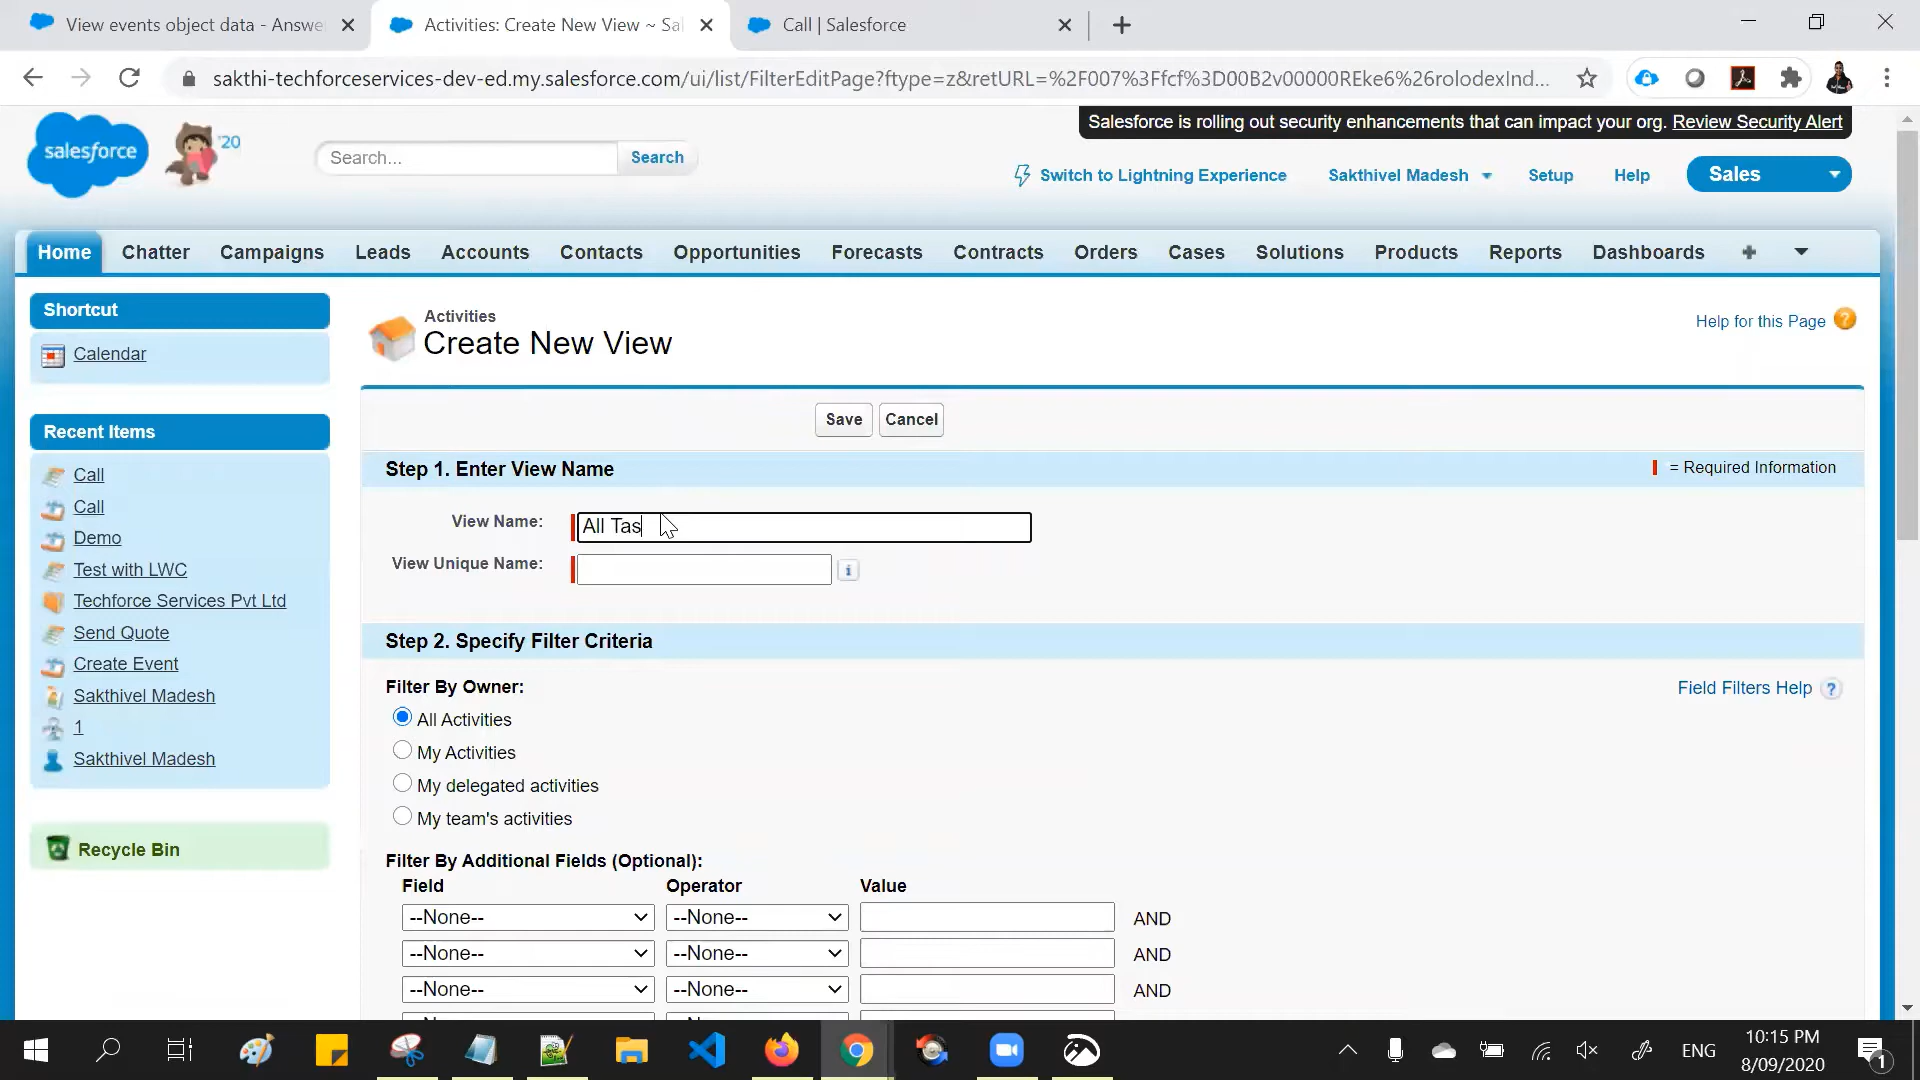 View events object data - Answe
Activities: Create New View ~ Sal
Call | Salesforce
sakthi-techforceservices-dev-ed.my.salesforce.com/ui/list/FilterEditPage?ftype=z&retURL=%2F007%3Ffcf%3D00B2v00000REke6%26rolodexInd...
Salesforce is rolling out security enhancements that can impact your org. Review Security Alert
salesforce
'20
Search...
Search
Switch to Lightning Experience
Sakthivel Madesh
Setup
Help
Sales
Home
Chatter
Campaigns
Leads
Accounts
Contacts
Opportunities
Forecasts
Contracts
Orders
Cases
Solutions
Products
Reports
Dashboards
Shortcut
Calendar
Recent Items
Call
Call
Demo
Test with LWC
Techforce Services Pvt Ltd
Send Quote
Create Event
Sakthivel Madesh
1
Sakthivel Madesh
Recycle Bin
Activities
Create New View
Help for this Page
Save
Cancel
Step 1. Enter View Name
= Required Information
View Name:
All Tas
View Unique Name:
Step 2. Specify Filter Criteria
Filter By Owner:
Field Filters Help
All Activities
My Activities
My delegated activities
My team's activities
Filter By Additional Fields (Optional):
Field
Operator
Value
--None--
--None--
AND
--None--
--None--
AND
--None--
--None--
AND
ENG
10:15 PM
8/09/2020
1